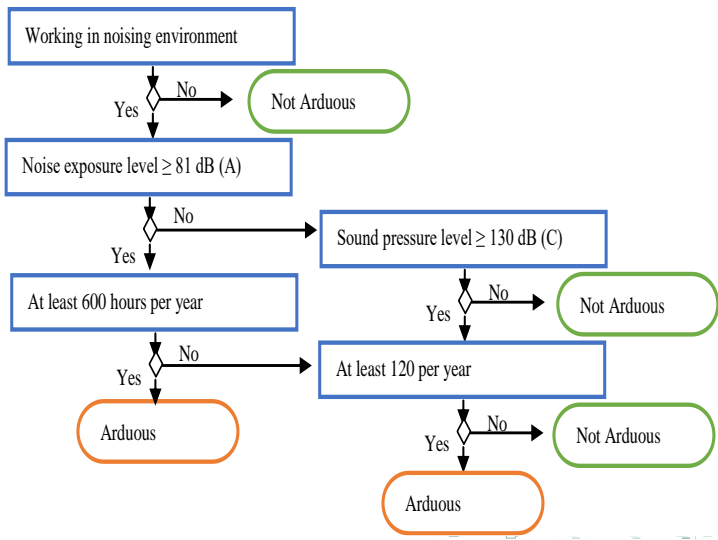 Working in noising environment
No
Yes
Not Arduous
Noise exposure level ≥ 81 dB (A)
No
Yes
Sound pressure level ≥ 130 dB (C)
At least 600 hours per year
No
Yes
Not Arduous
No
Yes
At least 120 per year
Arduous
No
Yes
Not Arduous
Arduous